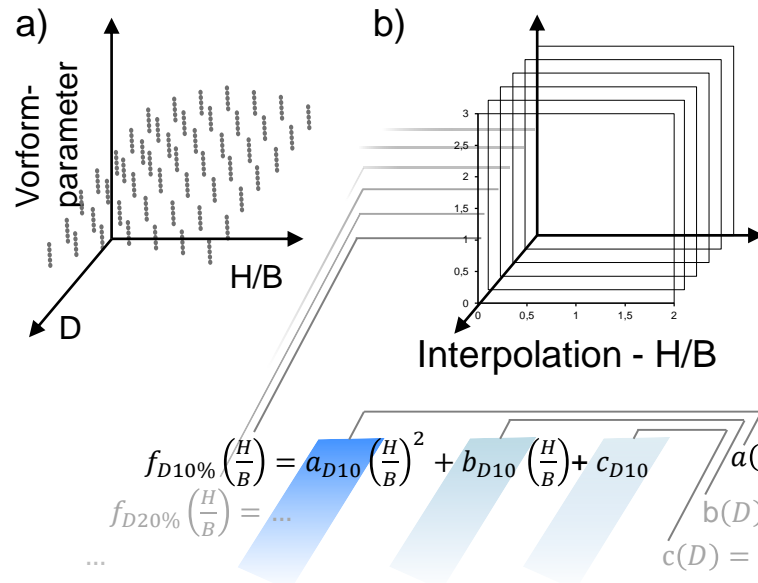 a)
b)
Vorform-
parameter
H/B
D
3
2,5
2
1,5
1
0,5
0
0 0,5 1 1,5 2
Interpolation - H/B
f_{D10%} (H/B) = a_{D10} (H/B)^2 + b_{D10} (H/B) + c_{D10} a(
f_{D20%} (H/B) = ...
b(D)
... c(D) =